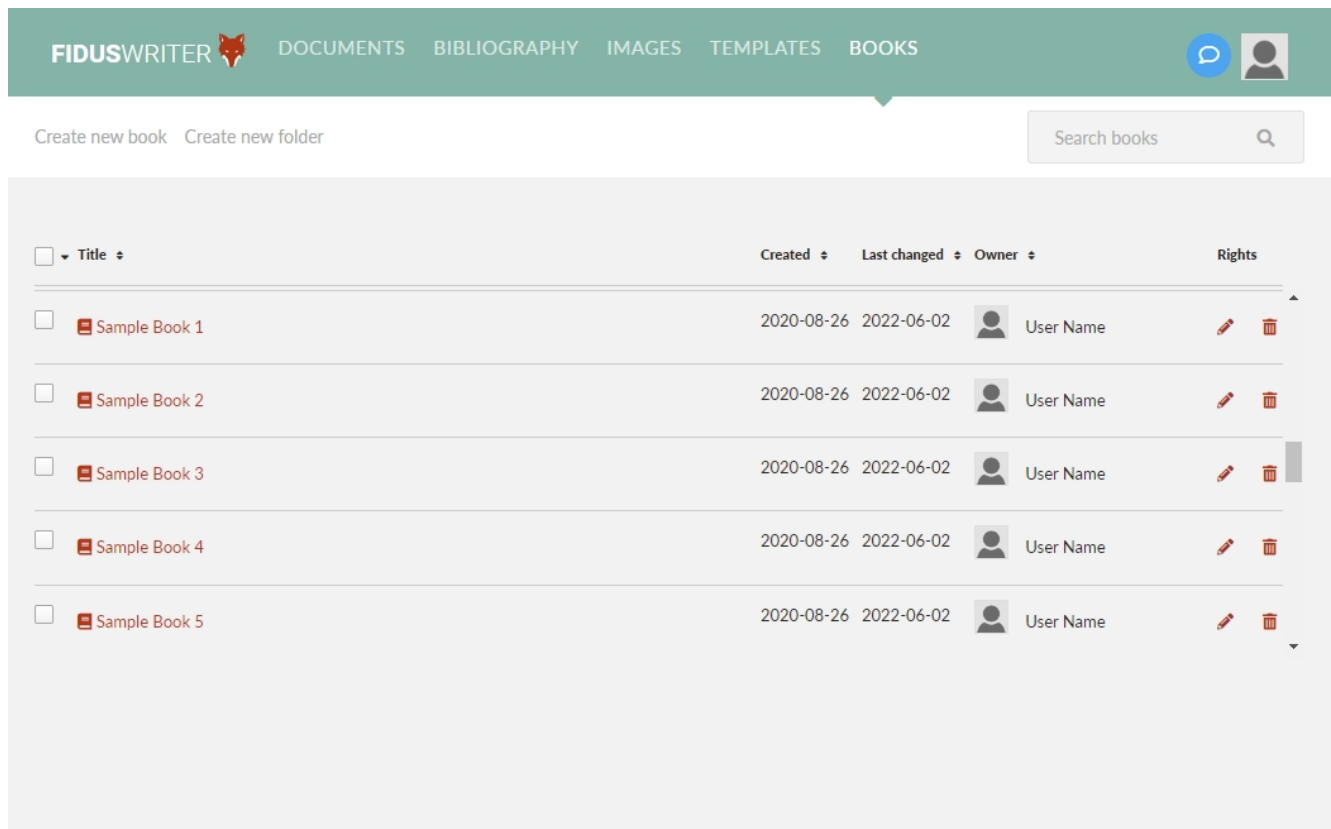 FIDUSWRITER DOCUMENTS BIBLIOGRAPHY IMAGES TEMPLATES BOOKS
Create new book Create new folder Search books
Title Created Last changed Owner Rights
Sample Book 1 2020-08-26 2022-06-02 User Name
Sample Book 2 2020-08-26 2022-06-02 User Name
Sample Book 3 2020-08-26 2022-06-02 User Name
Sample Book 4 2020-08-26 2022-06-02 User Name
Sample Book 5 2020-08-26 2022-06-02 User Name